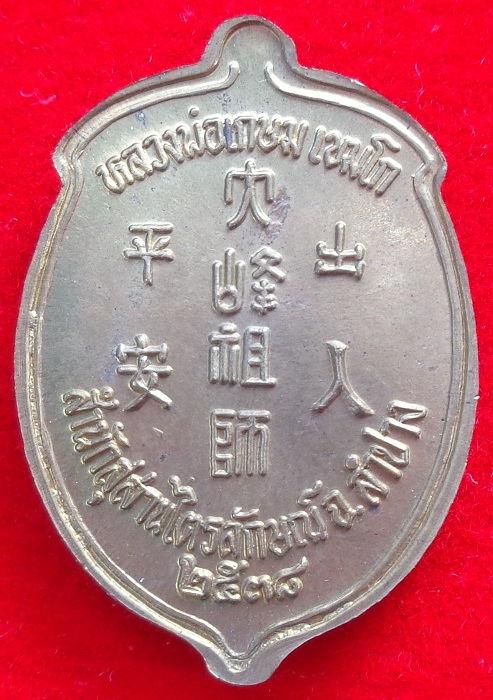 หลวงพ่อเกษม เขมโก
大峰祖師
出入
平安
สำนักสุสานไตรลักษณ์ จ.ลำปาง
๒๕๓๘